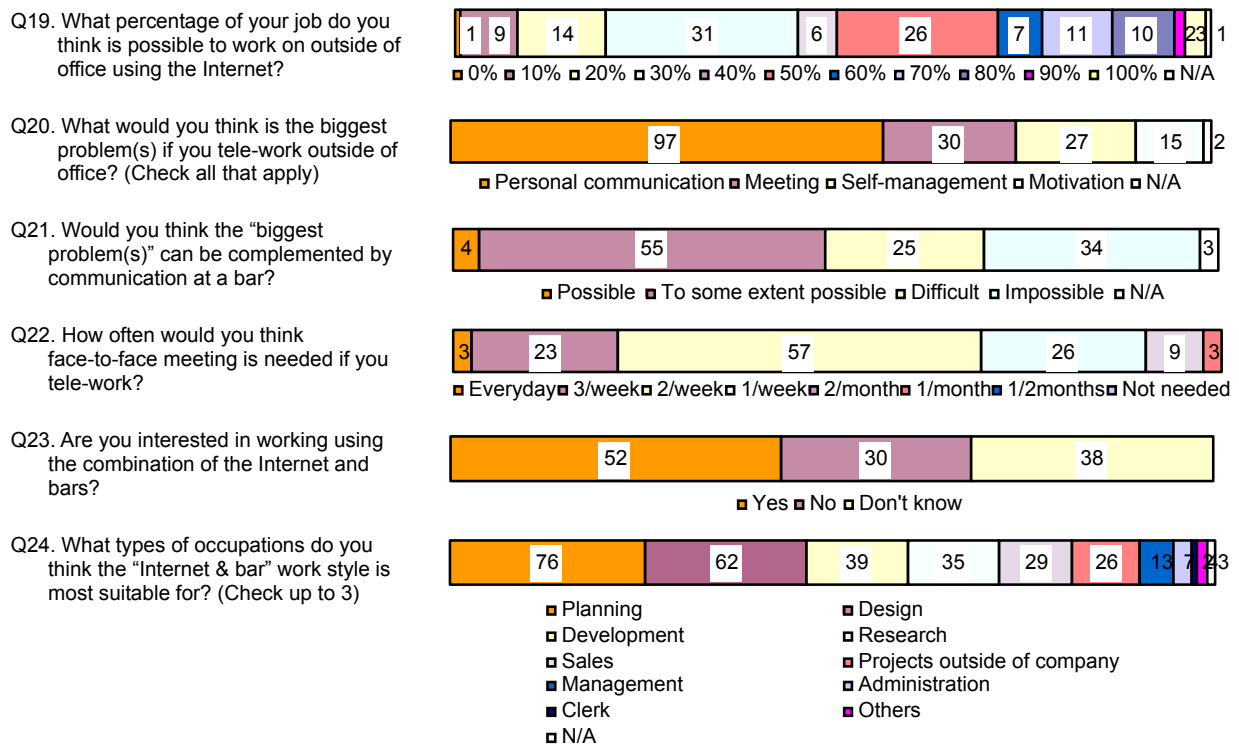 Q19. What percentage of your job do you
think is possible to work on outside of
office using the Internet?
1 9 14 31 6 26 7 11 10 2 3 1
0% 10% 20% 30% 40% 50% 60% 70% 80% 90% 100% N/A
Q20. What would you think is the biggest
problem(s) if you tele-work outside of
office? (Check all that apply)
97 30 27 15 2
Personal communication Meeting Self-management Motivation N/A
Q21. Would you think the “biggest
problem(s)” can be complemented by
communication at a bar?
4 55 25 34 3
Possible To some extent possible Difficult Impossible N/A
Q22. How often would you think
face-to-face meeting is needed if you
tele-work?
3 23 57 26 9 3
Everyday 3/week 2/week 1/week 2/month 1/month 1/2months Not needed
Q23. Are you interested in working using
the combination of the Internet and
bars?
52 30 38
Yes No Don't know
Q24. What types of occupations do you
think the “Internet & bar” work style is
most suitable for? (Check up to 3)
76 62 39 35 29 26 13 7 3
Planning Design
Development Research
Sales Projects outside of company
Management Administration
Clerk Others
N/A